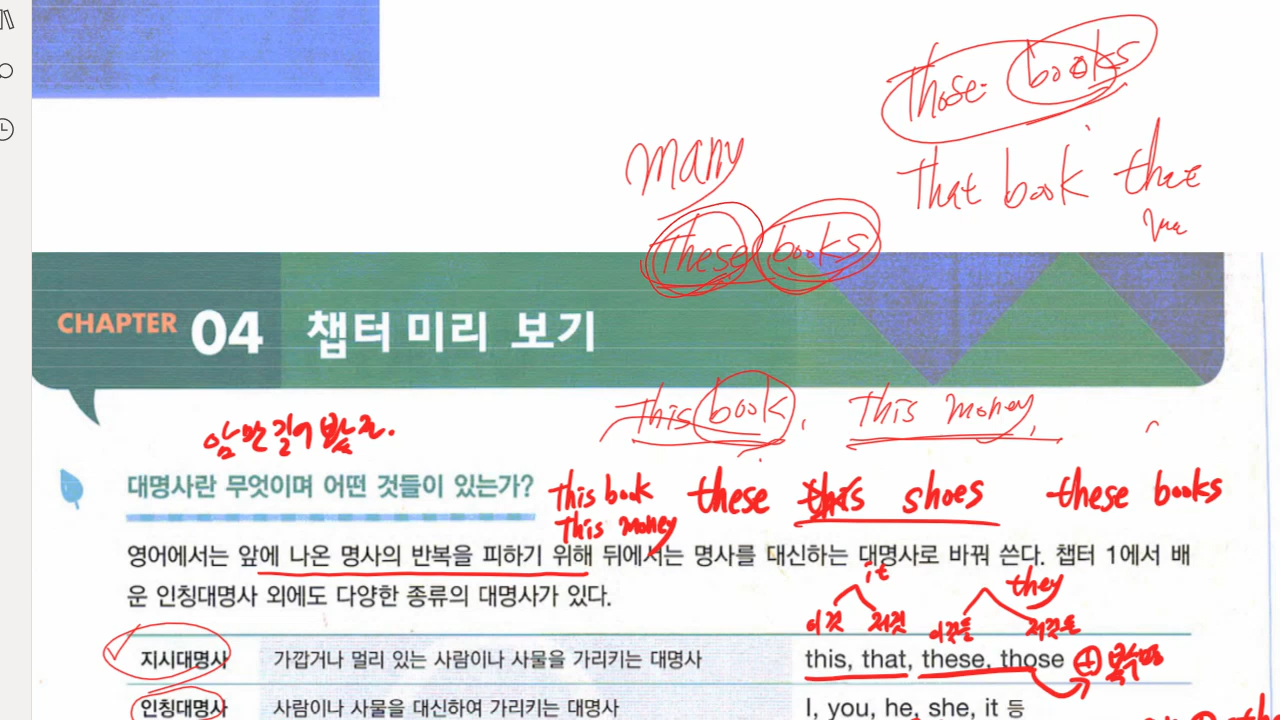 Those books
many
That book that
These books
CHAPTER 04 챕터 미리 보기
This book, This money,
대명사란 무엇이며 어떤 것들이 있는가?
This book these this shoes these books
This money
영어에서는 앞에 나온 명사의 반복을 피하기 위해 뒤에서는 명사를 대신하는 대명사로 바꿔 쓴다. 챕터 1에서 배
it they
운 인칭대명사 외에도 다양한 종류의 대명사가 있다.
이것 저것 이것들 저것들
지시대명사 가깝거나 멀리 있는 사람이나 사물을 가리키는 대명사 this, that, these, those
인칭대명사 사람이나 사물을 대신하여 가리키는 대명사 I, you, he, she, it 등